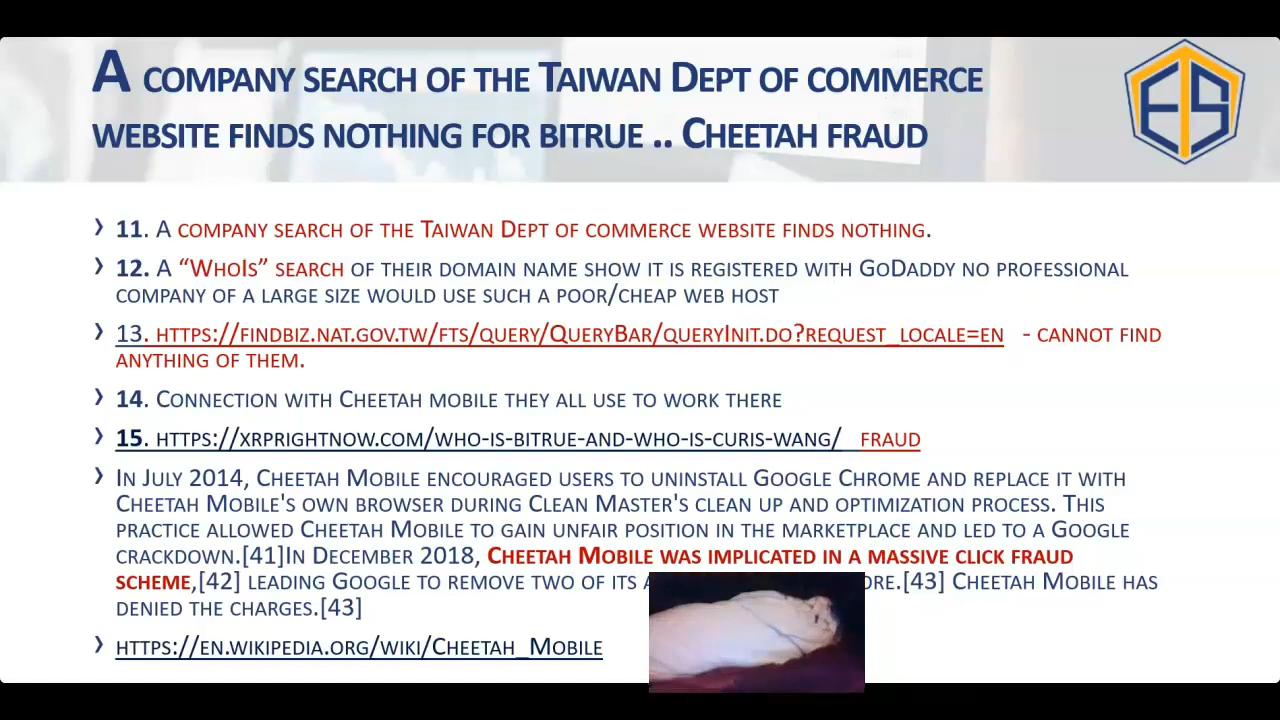 A COMPANY SEARCH OF THE TAIWAN DEPT OF COMMERCE
WEBSITE FINDS NOTHING FOR BITRUE .. CHEETAH FRAUD
ETS
› 11. A COMPANY SEARCH OF THE TAIWAN DEPT OF COMMERCE WEBSITE FINDS NOTHING.
› 12. A “WHOIS” SEARCH OF THEIR DOMAIN NAME SHOW IT IS REGISTERED WITH GODADDY NO PROFESSIONAL
COMPANY OF A LARGE SIZE WOULD USE SUCH A POOR/CHEAP WEB HOST
› 13. HTTPS://FINDBIZ.NAT.GOV.TW/FTS/QUERY/QUERYBAR/QUERYINIT.DO?REQUEST_LOCALE=EN - CANNOT FIND
ANYTHING OF THEM.
› 14. CONNECTION WITH CHEETAH MOBILE THEY ALL USE TO WORK THERE
› 15. HTTPS://XRPRIGHTNOW.COM/WHO-IS-BITRUE-AND-WHO-IS-CURIS-WANG/ FRAUD
› IN JULY 2014, CHEETAH MOBILE ENCOURAGED USERS TO UNINSTALL GOOGLE CHROME AND REPLACE IT WITH
CHEETAH MOBILE'S OWN BROWSER DURING CLEAN MASTER'S CLEAN UP AND OPTIMIZATION PROCESS. THIS
PRACTICE ALLOWED CHEETAH MOBILE TO GAIN UNFAIR POSITION IN THE MARKETPLACE AND LED TO A GOOGLE
CRACKDOWN.[41]IN DECEMBER 2018, CHEETAH MOBILE WAS IMPLICATED IN A MASSIVE CLICK FRAUD
SCHEME,[42] LEADING GOOGLE TO REMOVE TWO OF ITS ORE.[43] CHEETAH MOBILE HAS
DENIED THE CHARGES.[43]
› HTTPS://EN.WIKIPEDIA.ORG/WIKI/CHEETAH_MOBILE